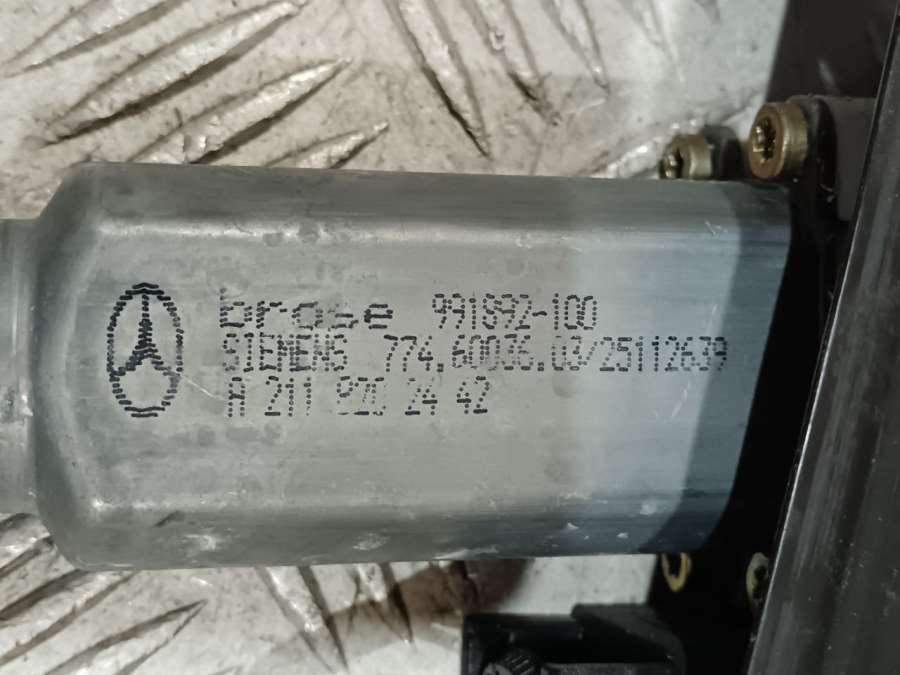 brose 991892-100
SIEMENS 774.60036.03/25112639
A 211 820 24 42